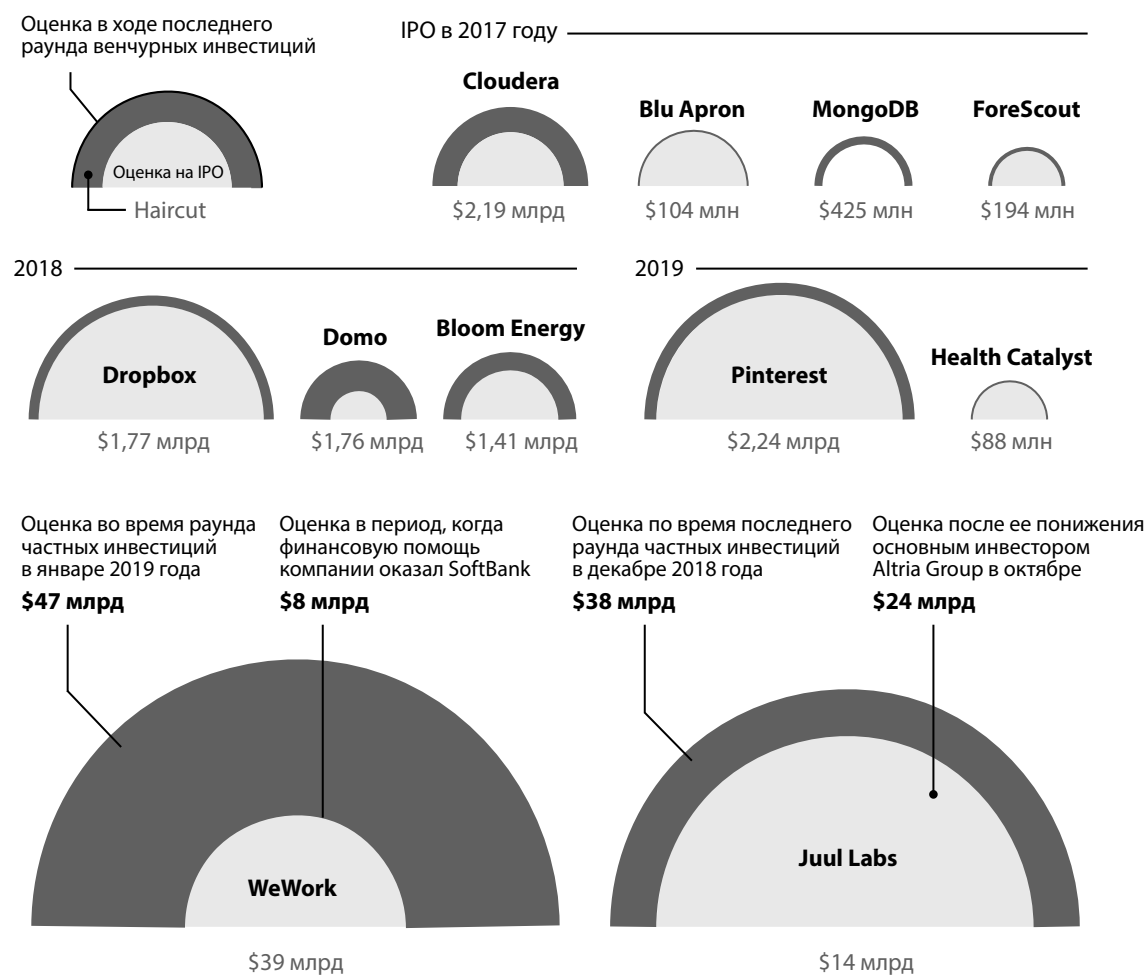 Оценка в ходе последнего
раунда венчурных инвестиций
Оценка на IPO
Haircut
IPO в 2017 году
Cloudera
$2,19 млрд
Blu Apron
$104 млн
MongoDB
$425 млн
ForeScout
$194 млн
2018
Dropbox
$1,77 млрд
Domo
$1,76 млрд
Bloom Energy
$1,41 млрд
2019
Pinterest
$2,24 млрд
Health Catalyst
$88 млн
Оценка во время раунда
частных инвестиций
в январе 2019 года
$47 млрд
Оценка в период, когда
финансовую помощь
компании оказал SoftBank
$8 млрд
WeWork
$39 млрд
Оценка по время последнего
раунда частных инвестиций
в декабре 2018 года
$38 млрд
Оценка после ее понижения
основным инвестором
Altria Group в октябре
$24 млрд
Juul Labs
$14 млрд